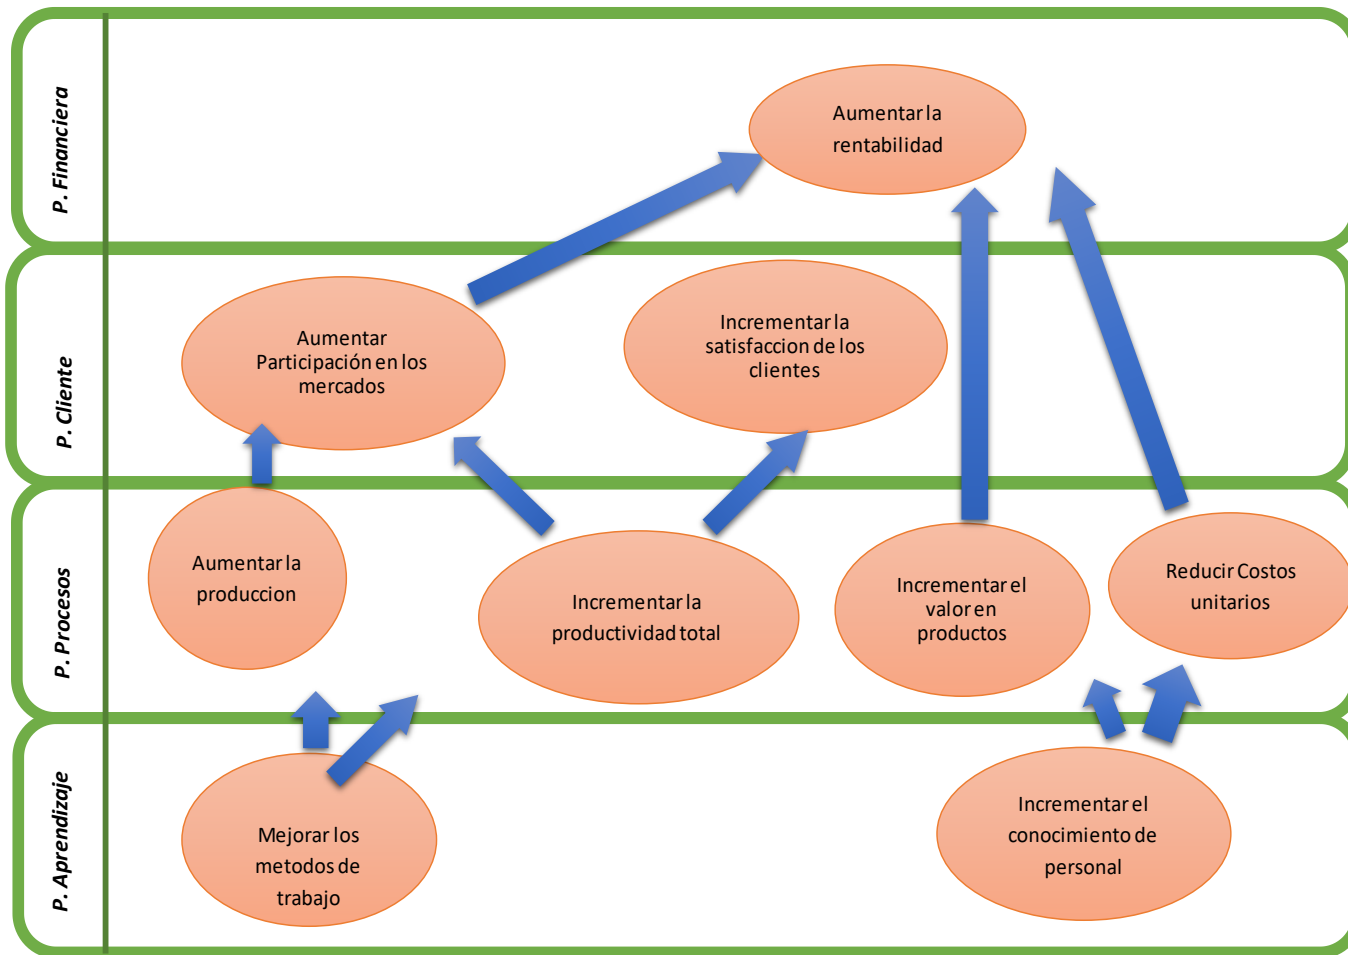 P. Financiera
Aumentar la
rentabilidad
P. Cliente
Aumentar
Participación en los
mercados
Incrementar la
satisfaccion de los
clientes
P. Procesos
Aumentar la
produccion
Incrementar la
productividad total
Incrementar el
valor en
productos
Reducir Costos
unitarios
P. Aprendizaje
Mejorar los
metodos de
trabajo
Incrementar el
conocimiento de
personal